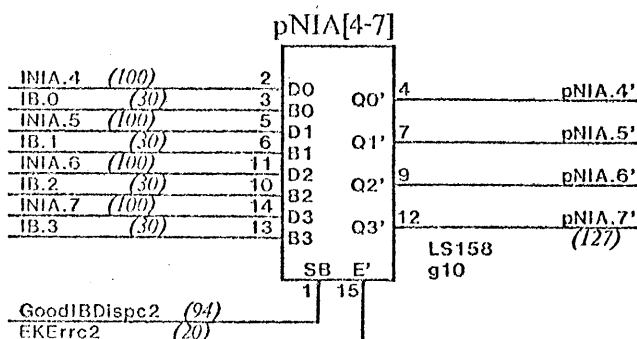 pNIA[4-7]
INIA.4 (100) 2 D0
IB.0 (30) 3 B0
INIA.5 (100) 5 D1
IB.1 (30) 6 B1
INIA.6 (100) 11 D2
IB.2 (30) 10 B2
INIA.7 (100) 14 D3
IB.3 (30) 13 B3
Q0' 4 pNIA.4'
Q1' 7 pNIA.5'
Q2' 9 pNIA.6'
Q3' 12 pNIA.7'
(127)
LS158
g10
SB E'
1 15
GoodIBDispc2 (94)
EKErrc2 (20)